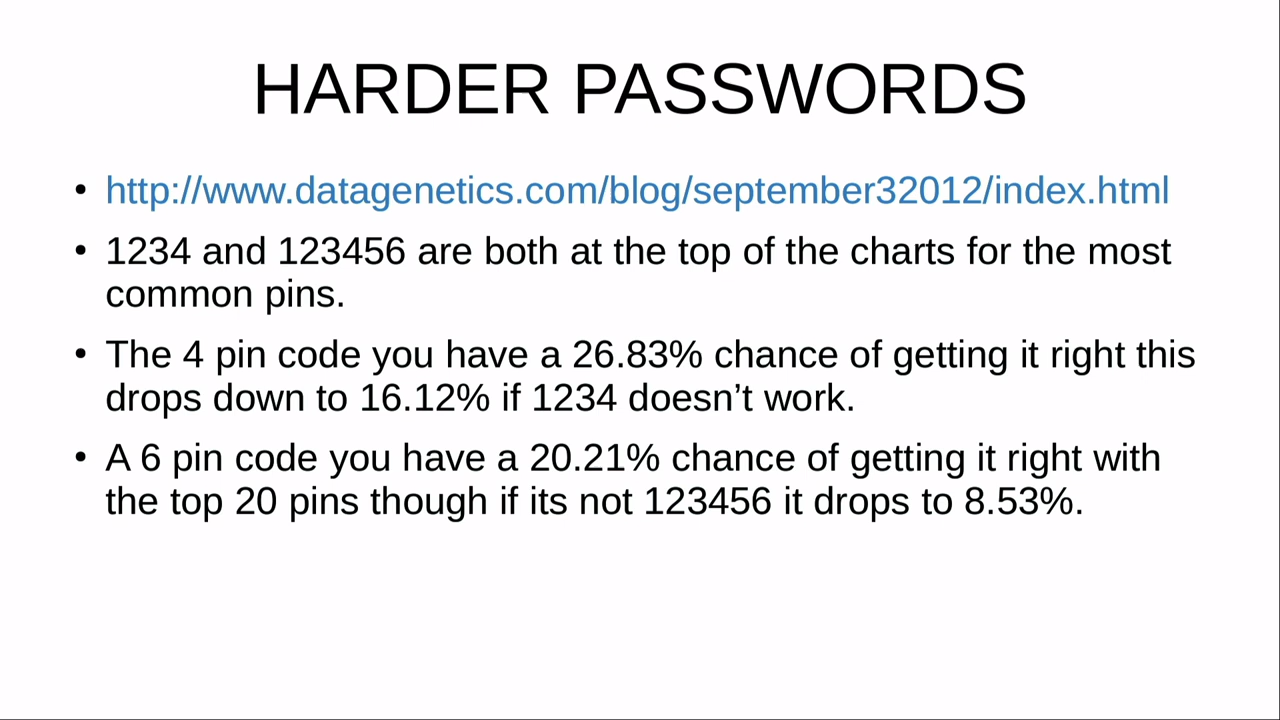 HARDER PASSWORDS
• http://www.datagenetics.com/blog/september32012/index.html
• 1234 and 123456 are both at the top of the charts for the most
common pins.
• The 4 pin code you have a 26.83% chance of getting it right this
drops down to 16.12% if 1234 doesn’t work.
• A 6 pin code you have a 20.21% chance of getting it right with
the top 20 pins though if its not 123456 it drops to 8.53%.